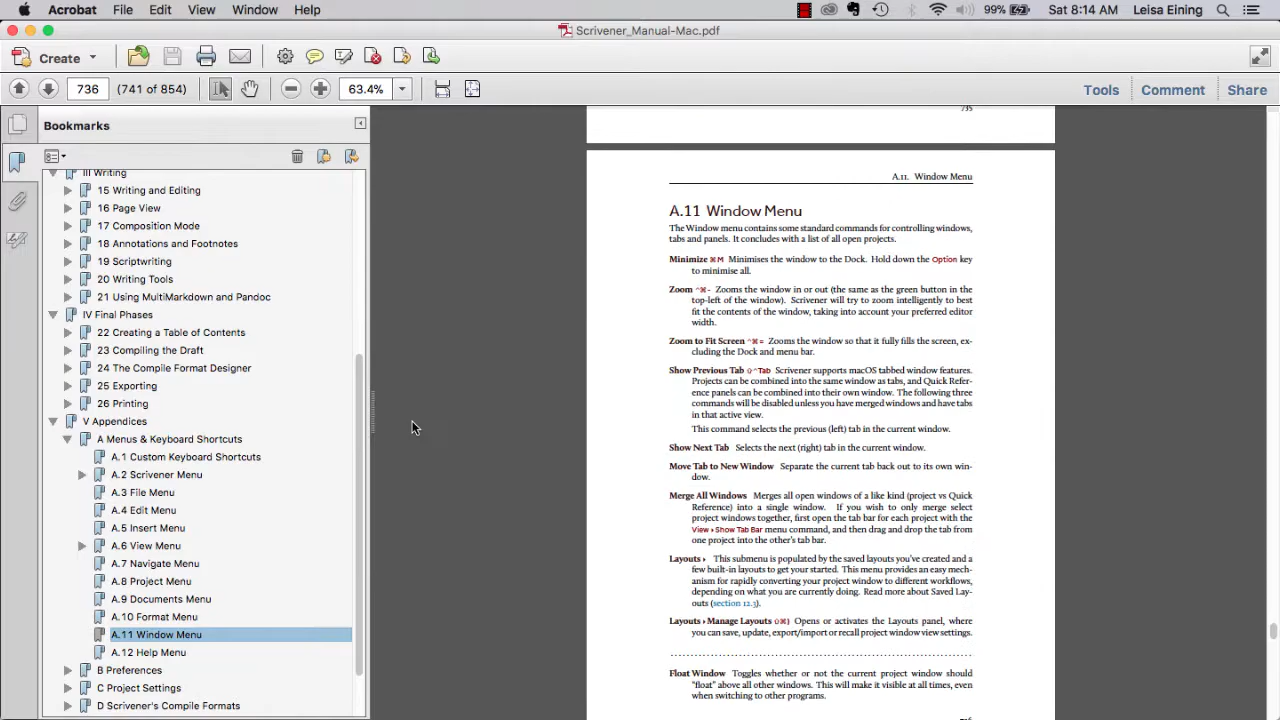 Acrobat File Edit View Window Help 99% Sat 8:14 AM Leisa Eining
Scrivener_Manual-Mac.pdf
Create
736 (741 of 854) 63.4% Tools Comment Share
Bookmarks
III Writing
15 Writing and Editing
16 Page View
17 Composition Mode
18 Annotations and Footnotes
19 Scriptwriting
20 Writing Tools
21 Using MultiMarkdown and Pandoc
IV Final Phases
22 Creating a Table of Contents
23 Compiling the Draft
24 The Compile Format Designer
25 Exporting
26 Print
V Appendices
A Menus & Keyboard Shortcuts
A.1 Custom Keyboard Shortcuts
A.2 Scrivener Menu
A.3 File Menu
A.4 Edit Menu
A.5 Insert Menu
A.6 View Menu
A.7 Navigate Menu
A.8 Project Menu
A.9 Documents Menu
A.10 Format Menu
A.11 Window Menu
A.12 Help Menu
B Preferences
C Project Settings
Compile Formats
735
A.11. Window Menu
A.11 Window Menu
The Window menu contains some standard commands for controlling windows,
tabs and panels. It concludes with a list of all open projects.
Minimize ⌘M Minimises the window to the Dock. Hold down the Option key
to minimise all.
Zoom ^⌘- Zooms the window in or out (the same as the green button in the
top-left of the window). Scrivener will try to zoom intelligently to best
fit the contents of the window, taking into account your preferred editor
width.
Zoom to Fit Screen ^⌘= Zooms the window so that it fully fills the screen, ex-
cluding the Dock and menu bar.
Show Previous Tab ⇧^Tab Scrivener supports macOS tabbed window features.
Projects can be combined into the same window as tabs, and Quick Refer-
ence panels can be combined into their own window. The following three
commands will be disabled unless you have merged windows and have tabs
in that active view.
This command selects the previous (left) tab in the current window.
Show Next Tab Selects the next (right) tab in the current window.
Move Tab to New Window Separate the current tab back out to its own win-
dow.
Merge All Windows Merges all open windows of a like kind (project vs Quick
Reference) into a single window. If you wish to only merge select
project windows together, first open the tab bar for each project with the
View ▸ Show Tab Bar menu command, and then drag and drop the tab from
one project into the other's tab bar.
Layouts ▸ This submenu is populated by the saved layouts you've created and a
few built-in layouts to get your started. This menu provides an easy mech-
anism for rapidly converting your project window to different workflows,
depending on what you are currently doing. Read more about Saved Lay-
outs (section 12.3).
Layouts ▸ Manage Layouts ⇧⌘) Opens or activates the Layouts panel, where
you can save, update, export/import or recall project window view settings.
Float Window Toggles whether or not the current project window should
"float" above all other windows. This will make it visible at all times, even
when switching to other programs.